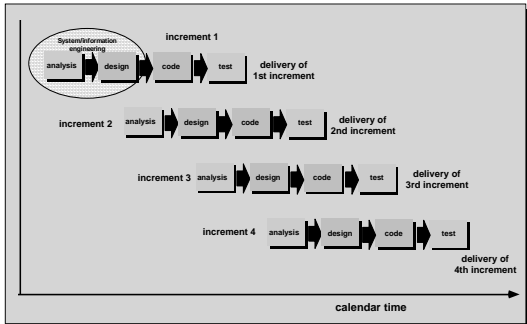 increment 1
System/information
engineering
analysis design code test
delivery of
1st increment
increment 2
analysis design code test
delivery of
2nd increment
increment 3
analysis design code test
delivery of
3rd increment
increment 4
analysis design code test
delivery of
4th increment
calendar time